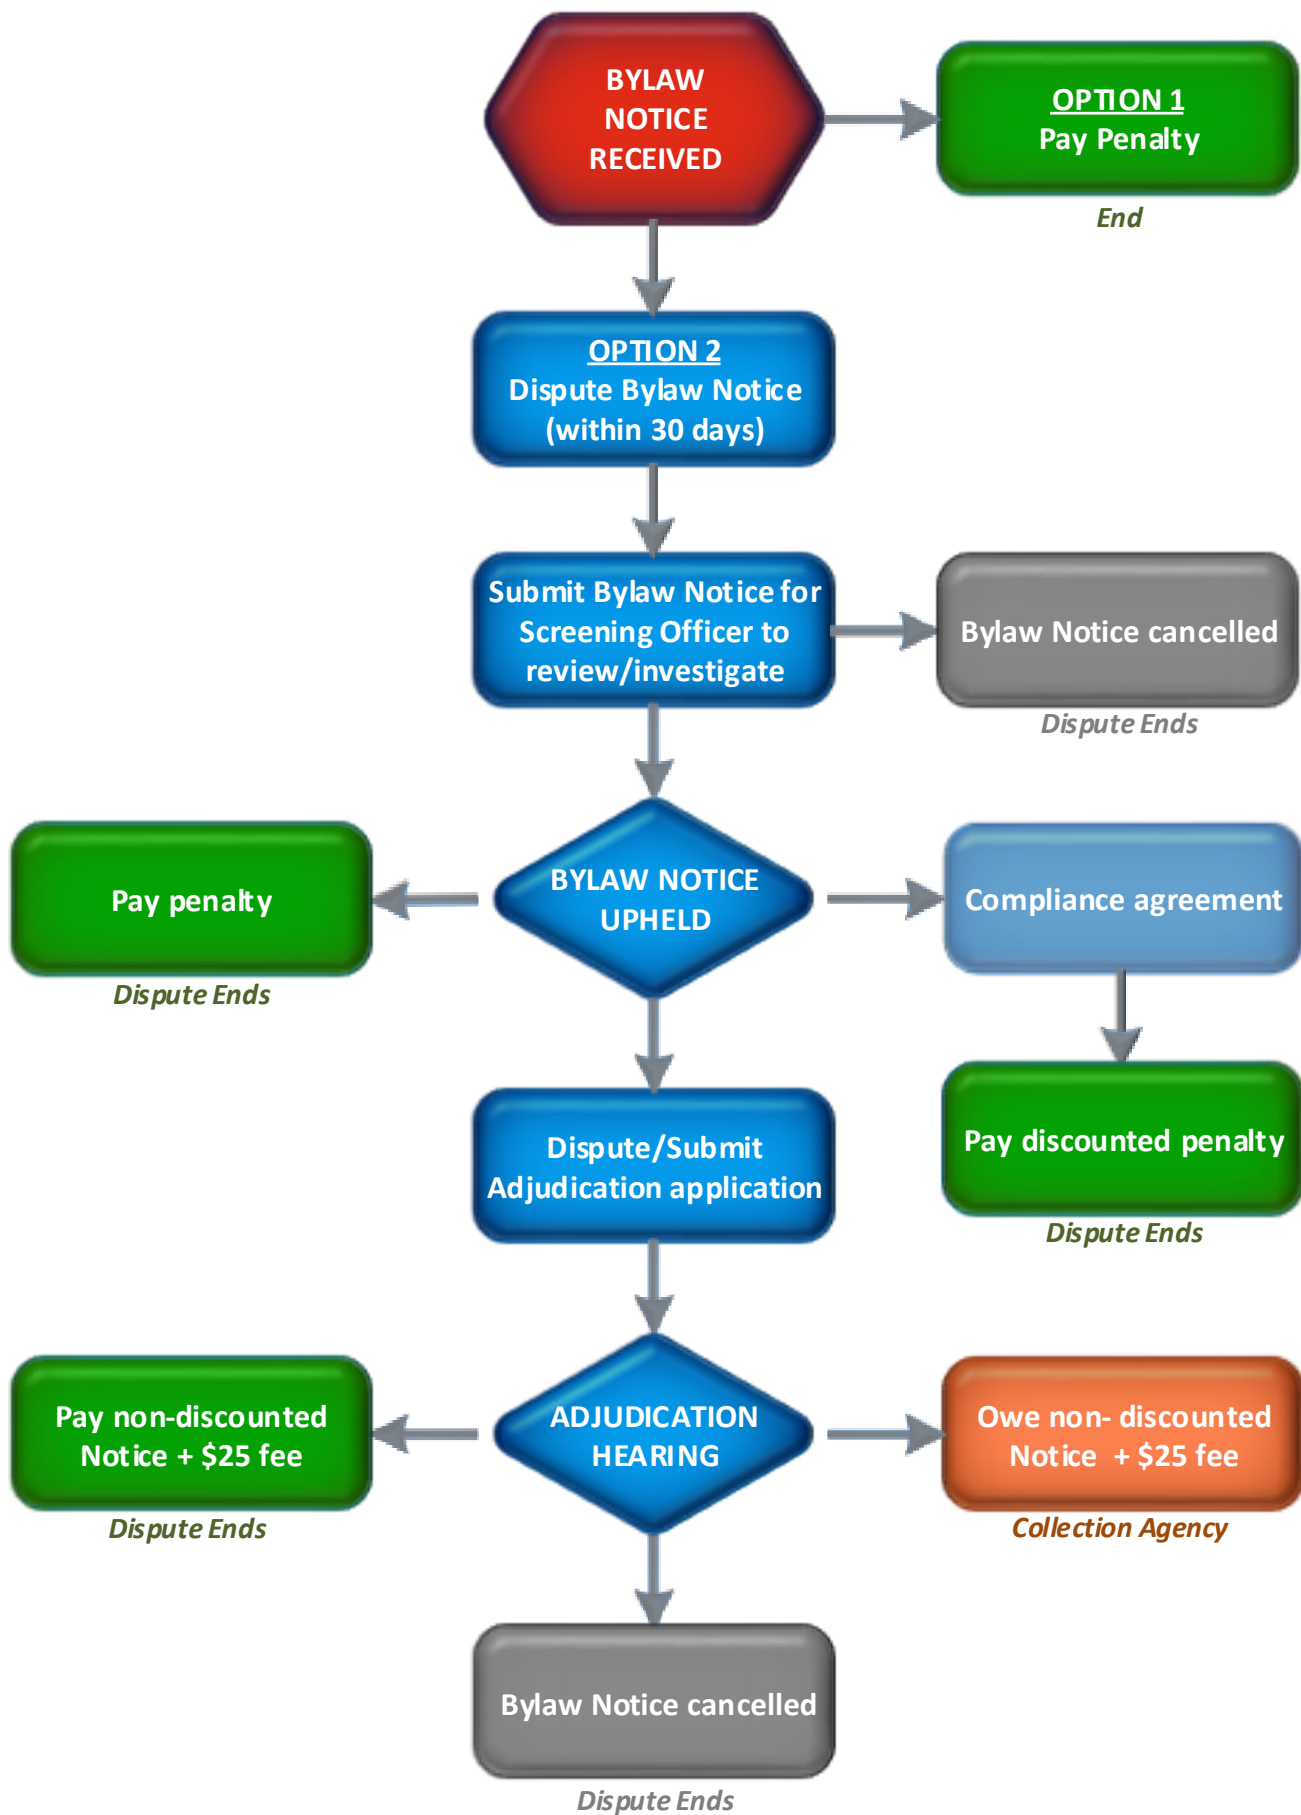 BYLAW
NOTICE
RECEIVED
OPTION 1
Pay Penalty
End
OPTION 2
Dispute Bylaw Notice
(within 30 days)
Submit Bylaw Notice for
Screening Officer to
review/investigate
Bylaw Notice cancelled
Dispute Ends
Pay penalty
Dispute Ends
BYLAW NOTICE
UPHELD
Compliance agreement
Pay discounted penalty
Dispute Ends
Dispute/Submit
Adjudication application
Pay non-discounted
Notice + $25 fee
Dispute Ends
ADJUDICATION
HEARING
Owe non- discounted
Notice + $25 fee
Collection Agency
Bylaw Notice cancelled
Dispute Ends